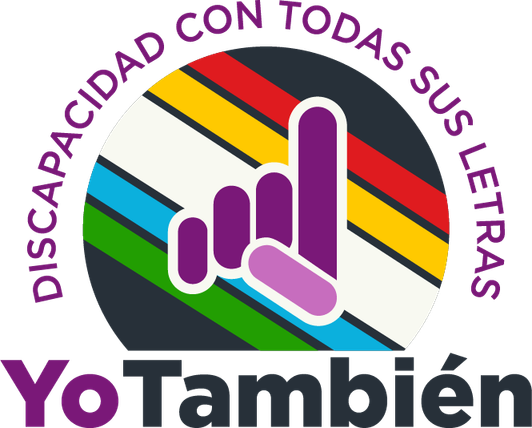 DISCAPACIDAD CON TODAS SUS LETRAS
YoTambién